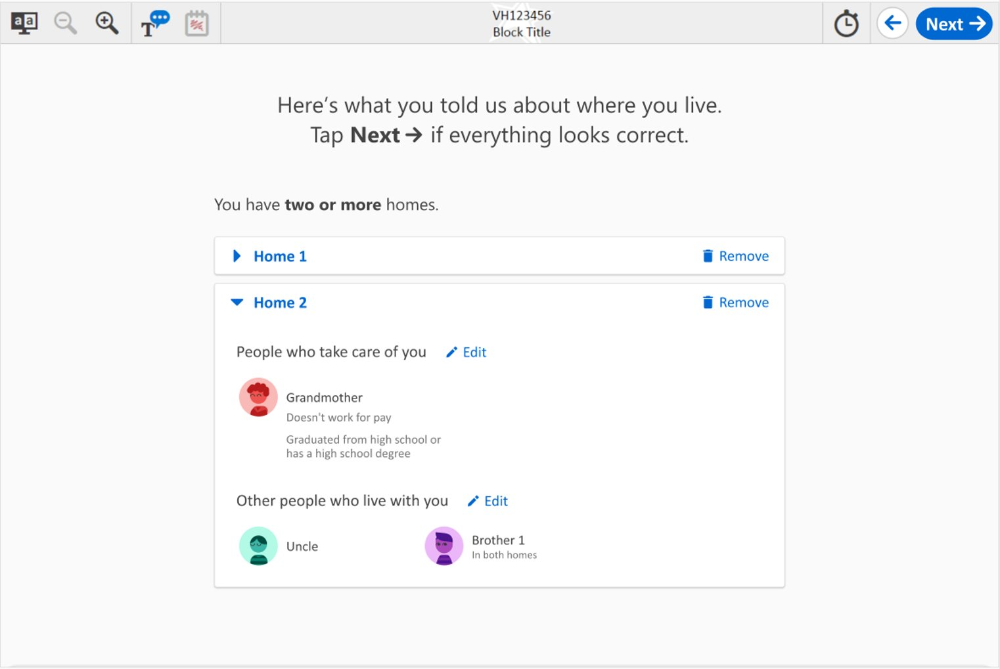 aa
T
VH123456
Block Title
Next →
Here’s what you told us about where you live.
Tap Next → if everything looks correct.
You have two or more homes.
Home 1
Remove
Home 2
Remove
People who take care of you
Edit
Grandmother
Doesn't work for pay
Graduated from high school or
has a high school degree
Other people who live with you
Edit
Uncle
Brother 1
In both homes